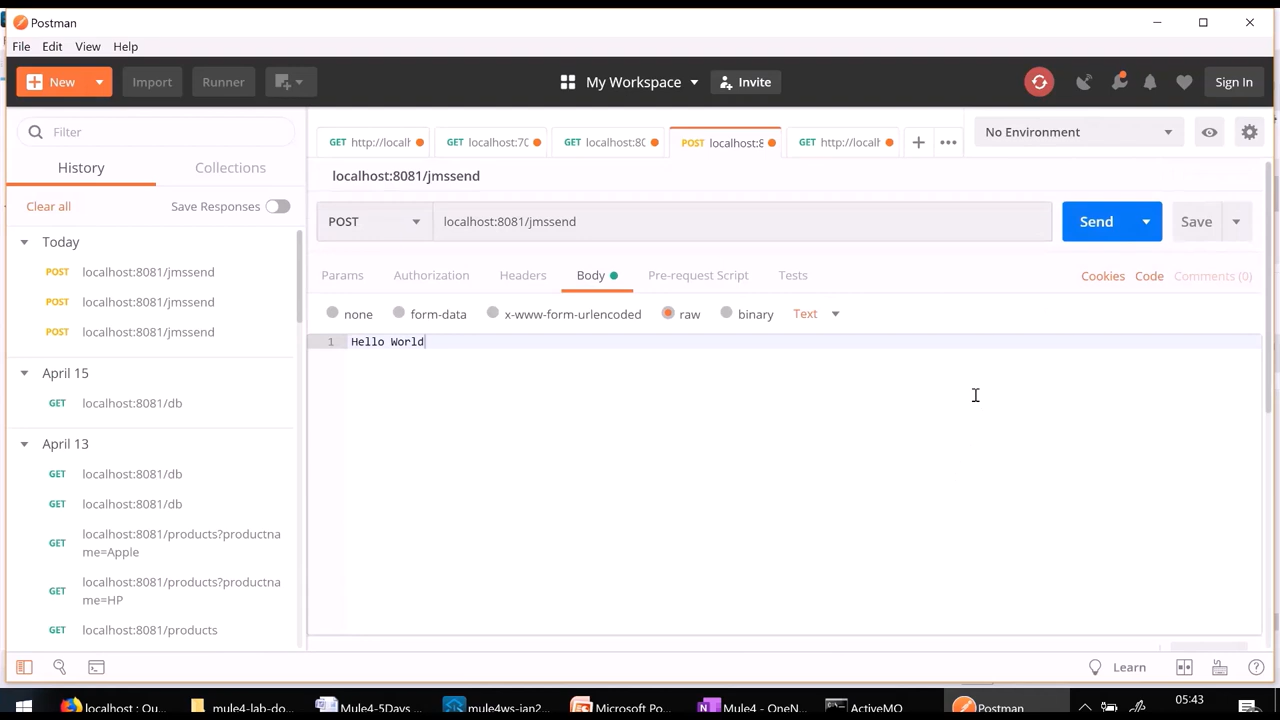 Postman
File Edit View Help
New Import Runner My Workspace Invite Sign In
Filter
History Collections
Clear all Save Responses
Today
POST localhost:8081/jmssend
POST localhost:8081/jmssend
POST localhost:8081/jmssend
April 15
GET localhost:8081/db
April 13
GET localhost:8081/db
GET localhost:8081/db
GET localhost:8081/products?productna
me=Apple
GET localhost:8081/products?productna
me=HP
GET localhost:8081/products
GET http://localh GET localhost:70 GET localhost:80 POST localhost:8 GET http://localh No Environment
localhost:8081/jmssend
POST localhost:8081/jmssend Send Save
Params Authorization Headers Body Pre-request Script Tests Cookies Code Comments (0)
none form-data x-www-form-urlencoded raw binary Text
1 Hello World
Learn
localhost : Qu... mule4-lab-do... Mule4-5Days ... mule4ws-jan2... Microsoft Po... Mule4 - OneN... ActiveMQ Postman 05:43